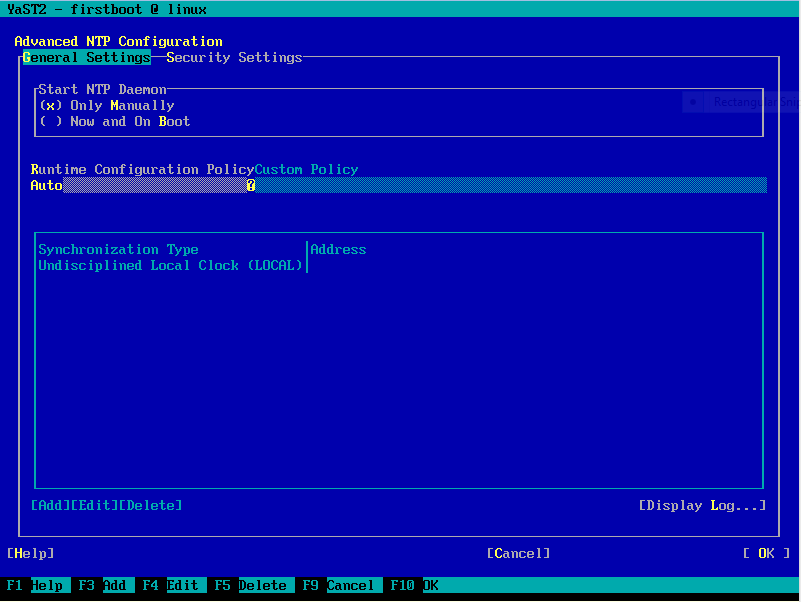 YaST2 - firstboot @ linux
Advanced NTP Configuration
General Settings Security Settings
Start NTP Daemon
(x) Only Manually
( ) Now and On Boot
Rectangular Snip
Runtime Configuration Policy Custom Policy
Auto ?
Synchronization Type Address
Undisciplined Local Clock (LOCAL)
[Add][Edit][Delete] [Display Log...]
[Help] [Cancel] [ OK ]
F1 Help F3 Add F4 Edit F5 Delete F9 Cancel F10 OK